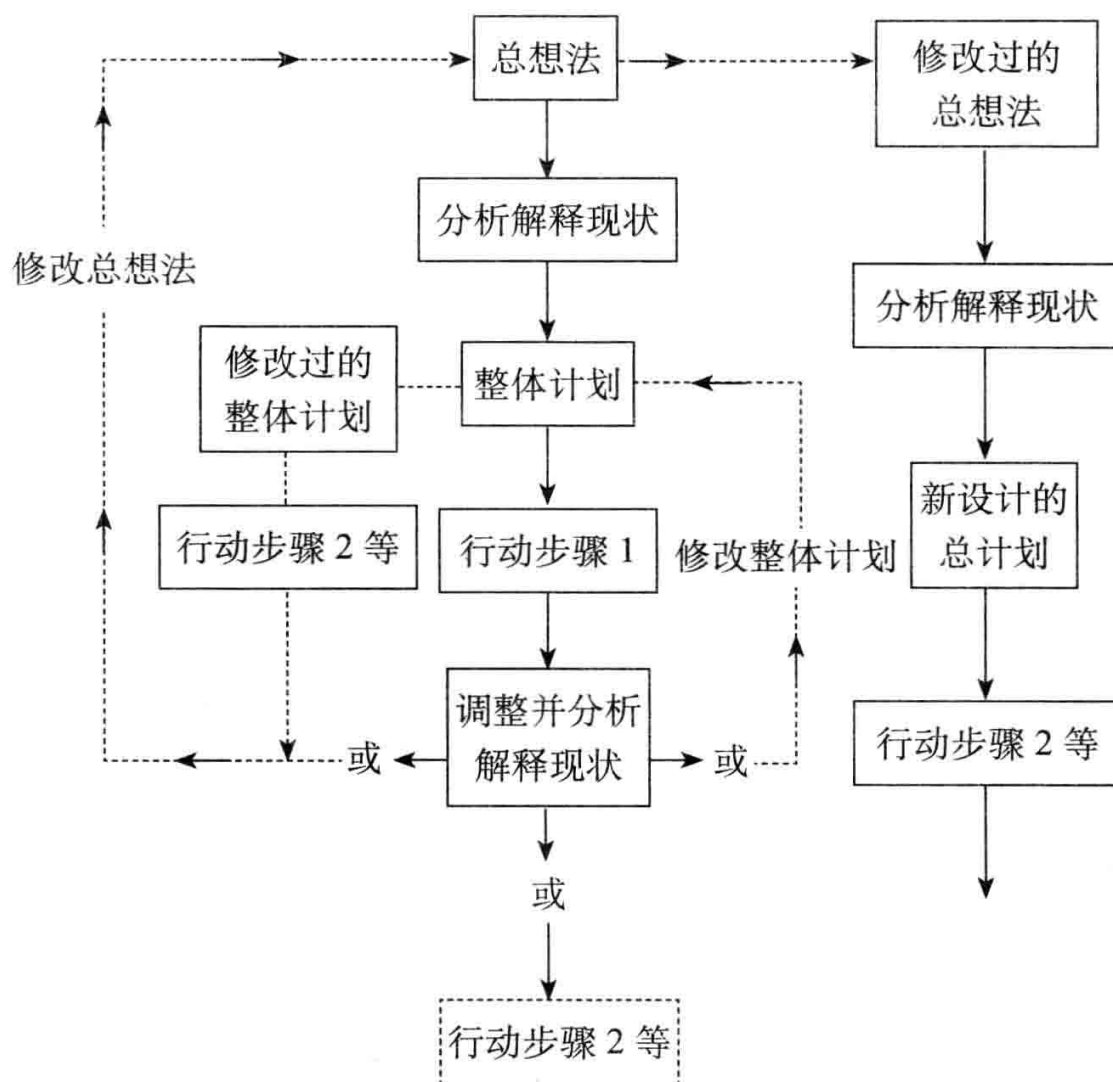 总想法
修改过的
总想法
分析解释现状
修改总想法
分析解释现状
修改过的
整体计划
整体计划
新设计的
总计划
行动步骤2等
行动步骤1
修改整体计划
调整并分析
解释现状
或
或
行动步骤2等
或
行动步骤2等